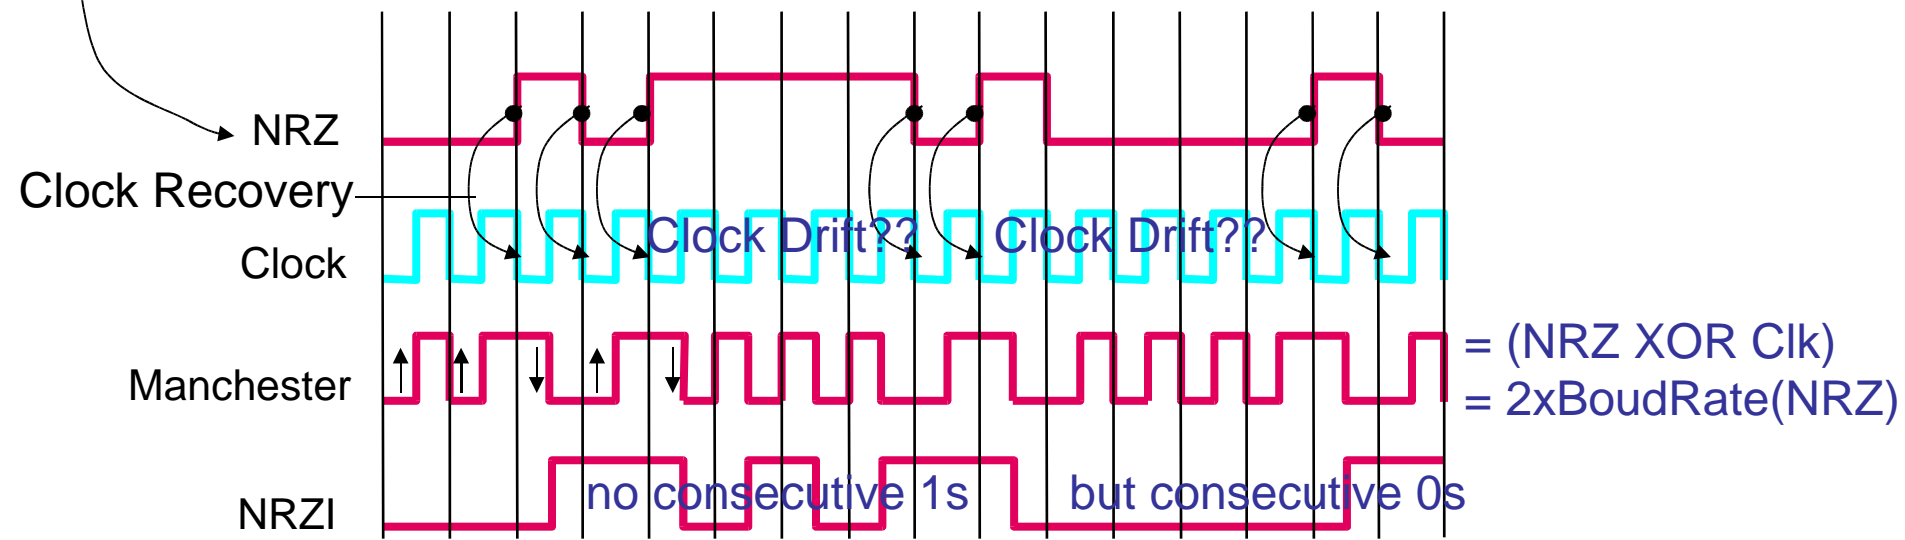 NRZ
Clock Recovery
Clock Drift?? Clock Drift??
Clock
= (NRZ XOR Clk)
Manchester
= 2xBoudRate(NRZ)
no consecutive 1s but consecutive 0s
NRZI